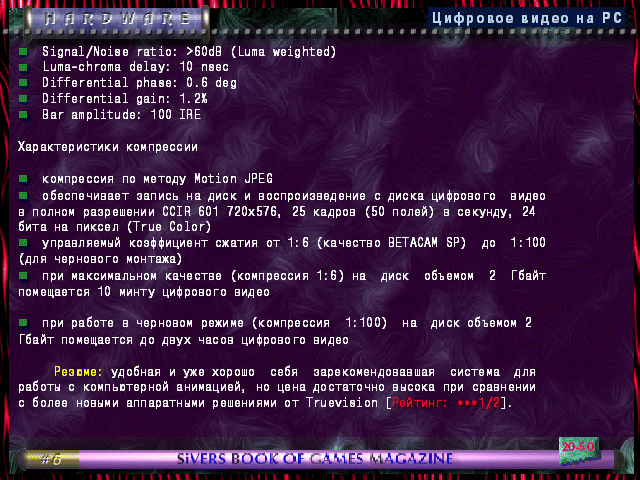 HARDWARE
Цифровое видео на PC
Signal/Noise ratio: >60dB (Luma weighted)
Luma-chroma delay: 10 nsec
Differential phase: 0.6 deg
Differential gain: 1.2%
Bar amplitude: 100 IRE
Характеристики компрессии
компрессия по методу Motion JPEG
обеспечивает запись на диск и воспроизведение с диска цифрового видео
в полном разрешении CCIR 601 720x576, 25 кадров (50 полей) в секунду, 24
бита на пиксел (True Color)
управляемый коэффициент сжатия от 1:6 (качество BETACAM SP) до 1:100
(для чернового монтажа)
при максимальном качестве (компрессия 1:6) на диск объемом 2 Гбайт
помещается 10 минту цифрового видео
при работе в черновом режиме (компрессия 1:100) на диск объемом 2
Гбайт помещается до двух часов цифрового видео
Резюме: удобная и уже хорошо себя зарекомендовавшая система для
работы с компьютерной анимацией, но цена достаточно высока при сравнении
с более новыми аппаратными решениями от Truevision [Рейтинг: ***1/2].
#6
SiVERS BOOK OF GAMES MAGAZINE
20-50